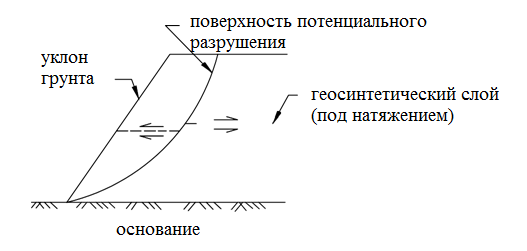 поверхность потенциального
разрушения
уклон
грунта
геосинтетический слой
(под натяжением)
основание